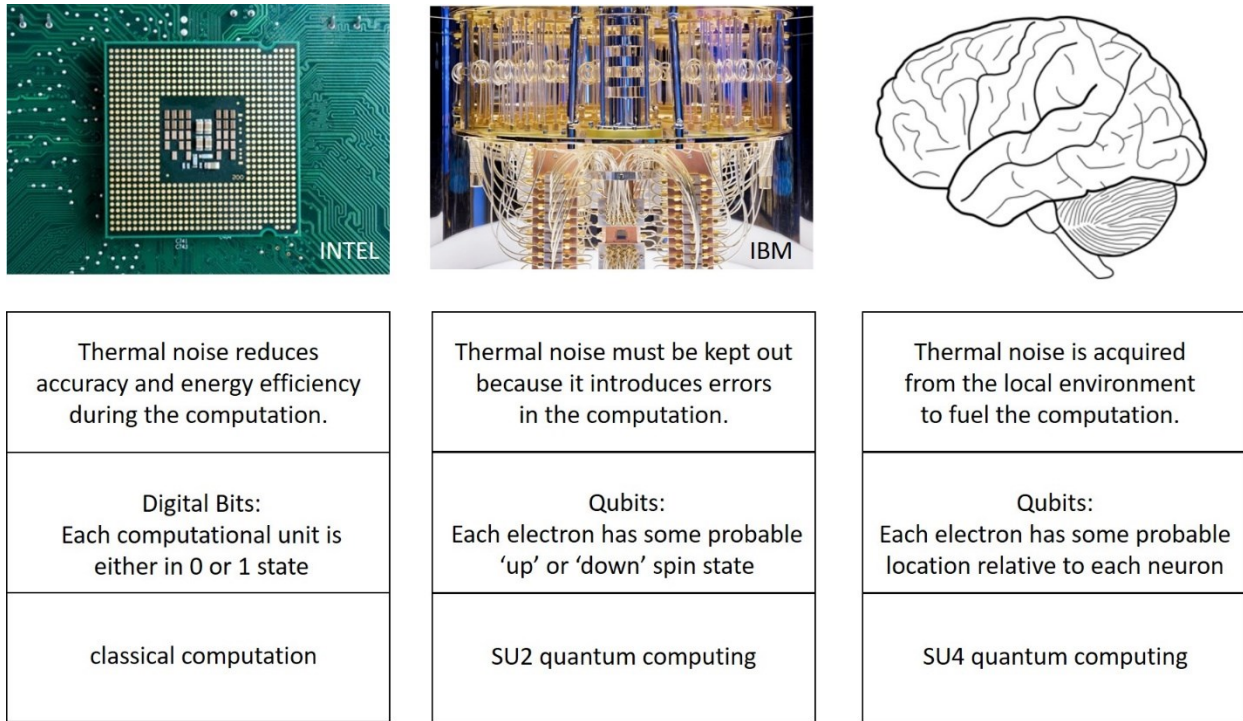 200
C741
C743
INTEL
IBM
Thermal noise reduces
accuracy and energy efficiency
during the computation.
Digital Bits:
Each computational unit is
either in 0 or 1 state
classical computation
Thermal noise must be kept out
because it introduces errors
in the computation.
Qubits:
Each electron has some probable
‘up’ or ‘down’ spin state
SU2 quantum computing
Thermal noise is acquired
from the local environment
to fuel the computation.
Qubits:
Each electron has some probable
location relative to each neuron
SU4 quantum computing